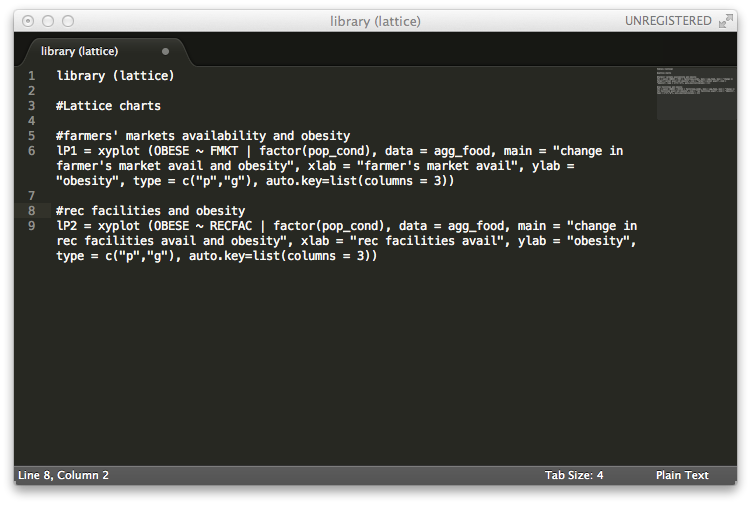 library (lattice)
UNREGISTERED
library (lattice)
1 library (lattice)
2
3 #Lattice charts
4
5 #farmers' markets availability and obesity
6 lP1 = xyplot (OBESE ~ FMKT | factor(pop_cond), data = agg_food, main = "change in
farmer's market avail and obesity", xlab = "farmer's market avail", ylab =
"obesity", type = c("p","g"), auto.key=list(columns = 3))
7
8 #rec facilities and obesity
9 lP2 = xyplot (OBESE ~ RECFAC | factor(pop_cond), data = agg_food, main = "change in
rec facilities avail and obesity", xlab = "rec facilities avail", ylab = "obesity",
type = c("p","g"), auto.key=list(columns = 3))
Line 8, Column 2
Tab Size: 4
Plain Text